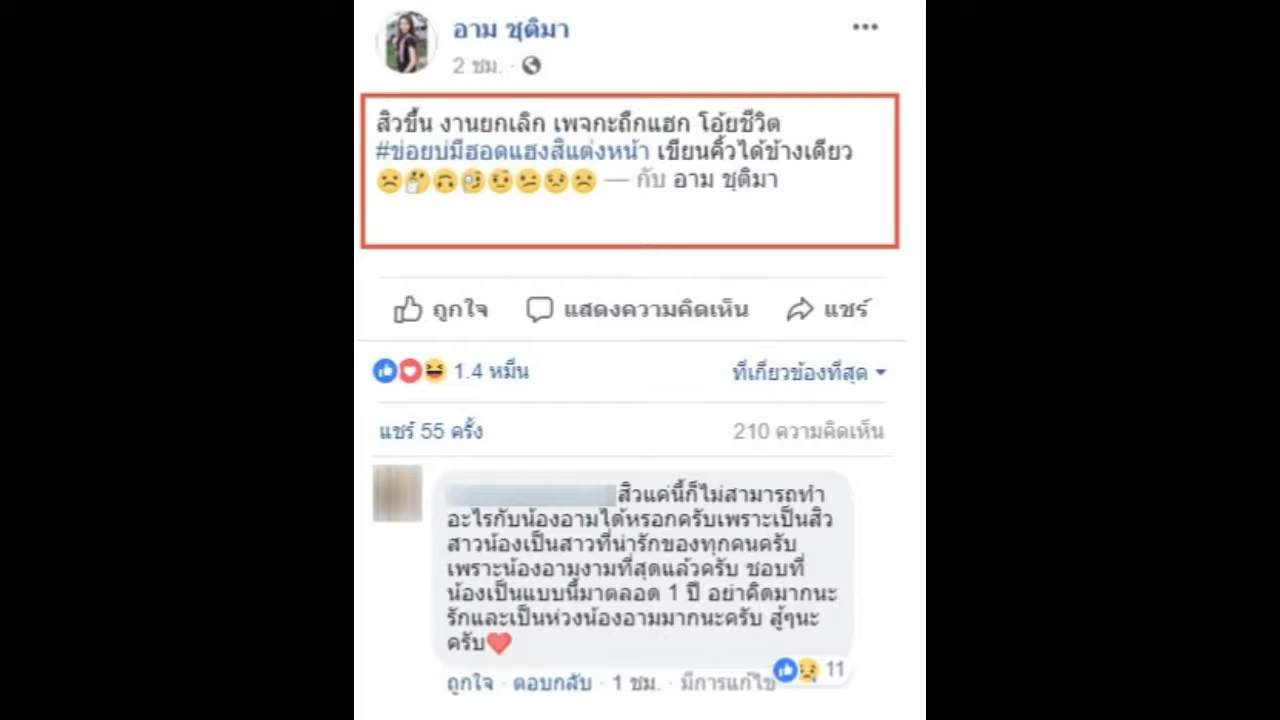 อาม ชุติมา
2 ชม. ·
สิวขึ้น งานยกเลิก เพจกะถืกแฮก โอ้ยชีวิต
#ข่อยบ่มีฮอดแฮงสิแต่งหน้า เขียนคิ้วได้ข้างเดียว
☹️🤔🙃🧐🤨😕😟☹️ — กับ อาม ชุติมา
ถูกใจ แสดงความคิดเห็น แชร์
1.4 หมื่น ที่เกี่ยวข้องที่สุด
แชร์ 55 ครั้ง 210 ความคิดเห็น
สิวแค่นี้ก็ไม่สามารถทำ
อะไรกับน้องอามได้หรอกครับเพราะเป็นสิว
สาวน้องเป็นสาวที่น่ารักของทุกคนครับ
เพราะน้องอามงามที่สุดแล้วครับ ชอบที่
น้องเป็นแบบนี้มาตลอด 1 ปี อย่าคิดมากนะ
รักและเป็นห่วงน้องอามมากนะครับ สู้ๆนะ
ครับ❤️
11
ถูกใจ · ตอบกลับ · 1 ชม. · มีการแก้ไข